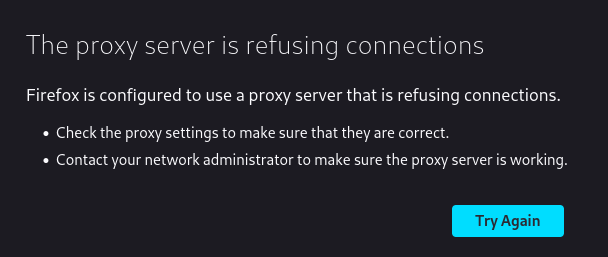 The proxy server is refusing connections
Firefox is configured to use a proxy server that is refusing connections.
• Check the proxy settings to make sure that they are correct.
• Contact your network administrator to make sure the proxy server is working.
Try Again